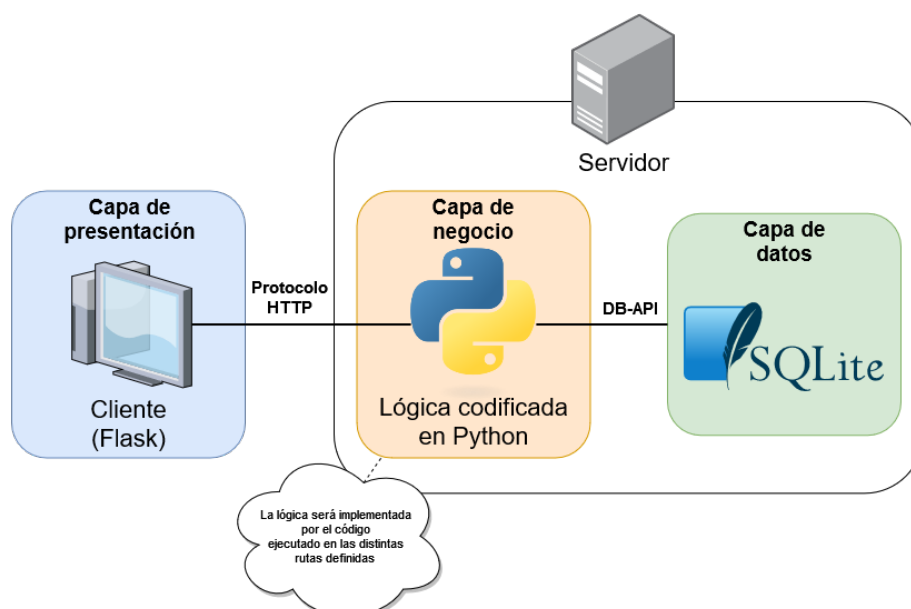 Servidor
Capa de
presentación
Capa de
negocio
Capa de
datos
Protocolo
HTTP
DB-API
SQLite
Cliente
(Flask)
Lógica codificada
en Python
La lógica será implementada
por el código
ejecutado en las distintas
rutas definidas